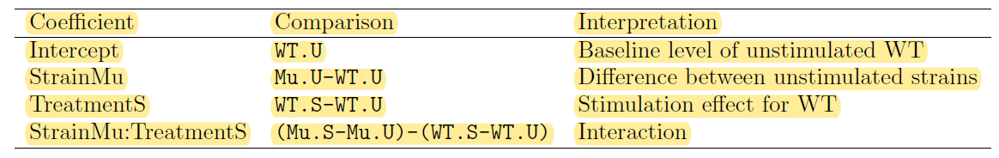 Coefficient Comparison Interpretation
Intercept WT.U Baseline level of unstimulated WT
StrainMu Mu.U-WT.U Difference between unstimulated strains
TreatmentS WT.S-WT.U Stimulation effect for WT
StrainMu:TreatmentS (Mu.S-Mu.U)-(WT.S-WT.U) Interaction